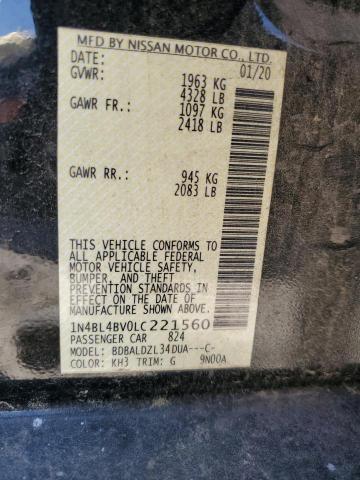 MFD BY NISSAN MOTOR CO., LTD.
DATE: 01/20
GVWR: 1963 KG
4328 LB
GAWR FR.: 1097 KG
2418 LB
GAWR RR.: 945 KG
2083 LB
THIS VEHICLE CONFORMS TO
ALL APPLICABLE FEDERAL
MOTOR VEHICLE SAFETY,
BUMPER, AND THEFT
PREVENTION STANDARDS
IN EFFECT ON THE DATE OF
MANUFACTURE SHOWN ABOVE.
1N4BL4BV0LC221560
PASSENGER CAR 824
MODEL: BDBALDZL34DUA---C-
COLOR: KH3 TRIM: G 9N00A